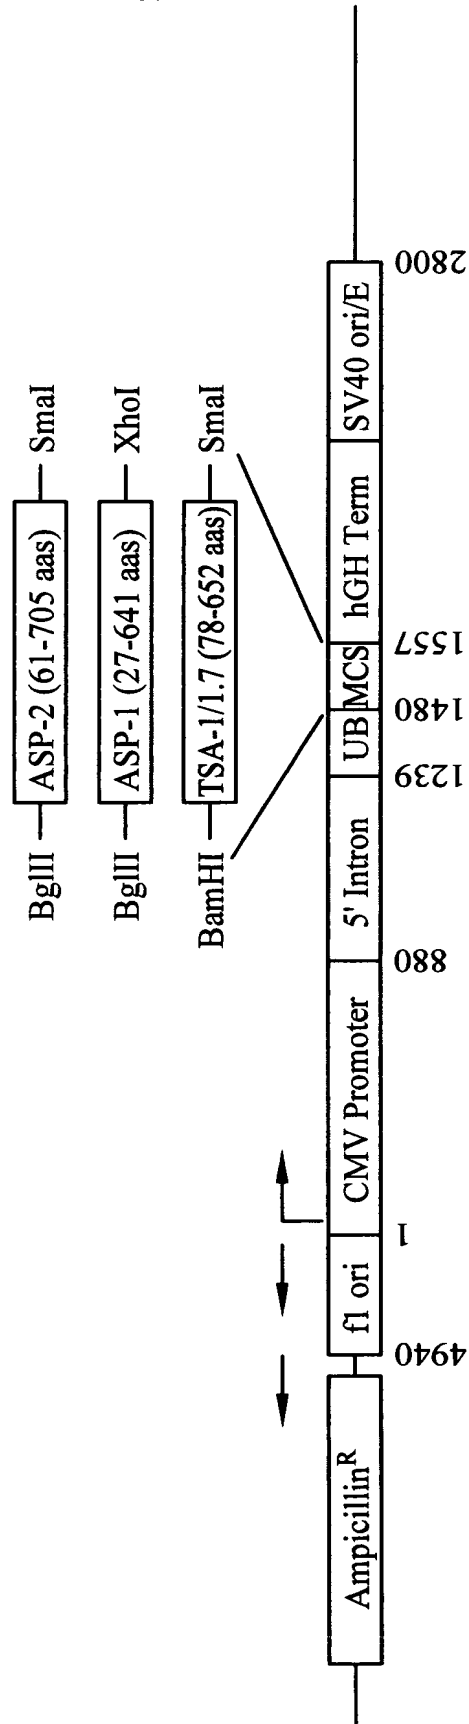 BglII ASP-2 (61-705 aas) SmaI
BglII ASP-1 (27-641 aas) XhoI
BamHI TSA-1/1.7 (78-652 aas) SmaI
Ampicillin^R f1 ori CMV Promoter 5' Intron UB MCS hGH Term SV40 ori/E
4940 1 880 1239 1480 1557 2800